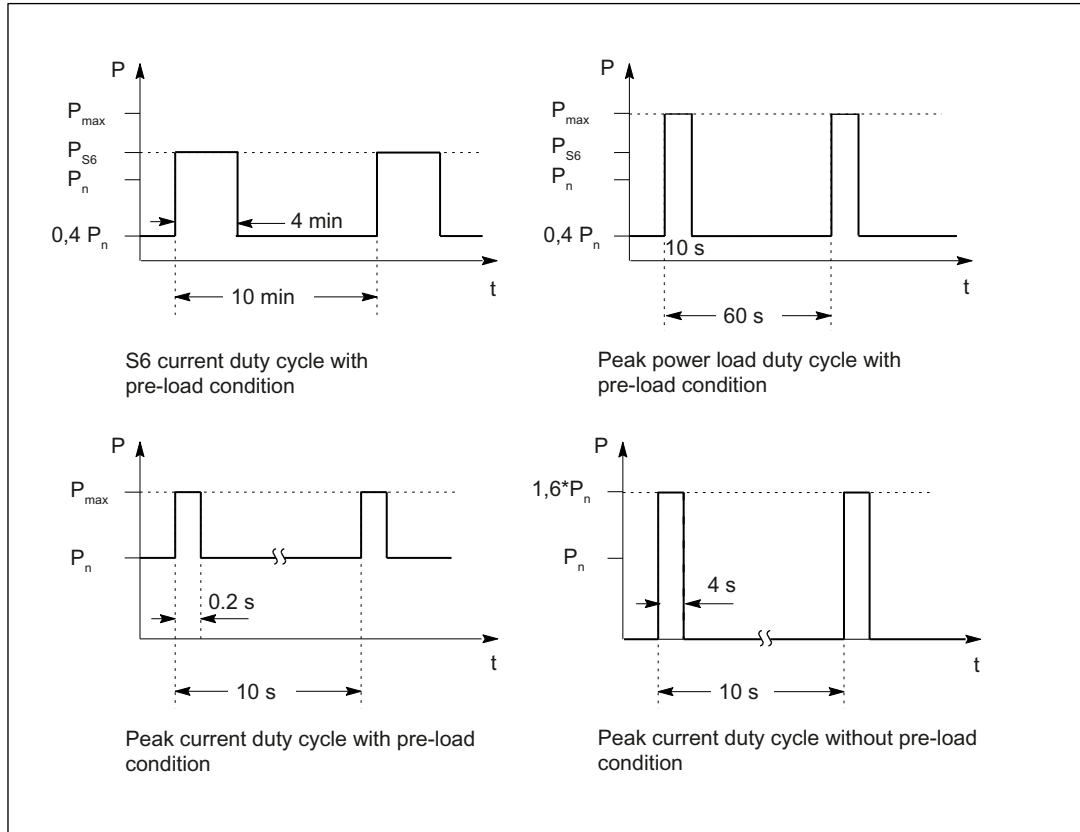 P
P_max
P_S6
P_n
0,4 P_n
4 min
10 min
t
S6 current duty cycle with
pre-load condition
P
P_max
P_S6
P_n
0,4 P_n
10 s
60 s
t
Peak power load duty cycle with
pre-load condition
P
P_max
P_n
0.2 s
10 s
t
Peak current duty cycle with pre-load
condition
P
1,6*P_n
P_n
4 s
10 s
t
Peak current duty cycle without pre-load
condition